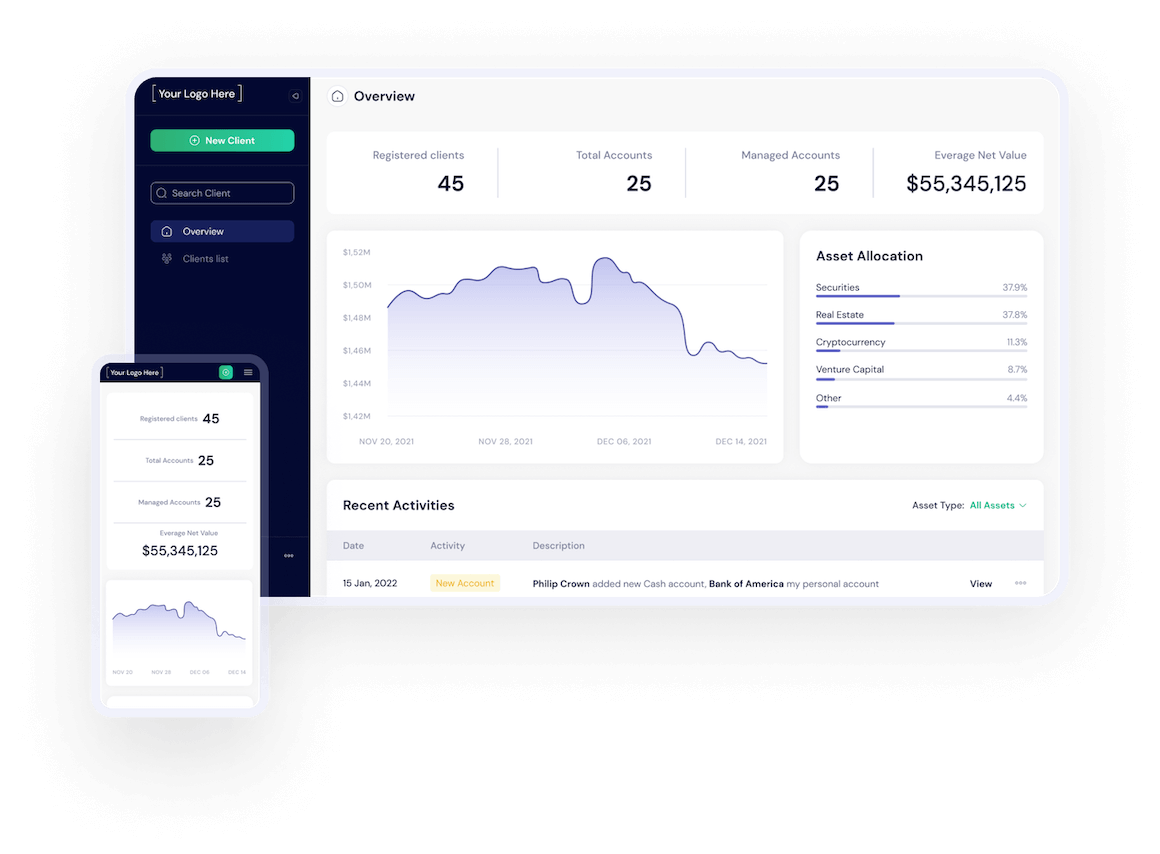 [Your Logo Here]
New Client
Search Client
Overview
Clients list
Overview
Registered clients
45
Total Accounts
25
Managed Accounts
25
Everage Net Value
$55,345,125
$1,52M
$1,50M
$1,48M
$1,46M
$1,44M
$1,42M
NOV 20, 2021 NOV 28, 2021 DEC 06, 2021 DEC 14, 2021
Asset Allocation
Securities 37.9%
Real Estate 37.8%
Cryptocurrency 11.3%
Venture Capital 8.7%
Other 4.4%
Recent Activities
Asset Type: All Assets
Date Activity Description
15 Jan, 2022 New Account Philip Crown added new Cash account, Bank of America my personal account View
[Your Logo Here]
Registered clients 45
Total Accounts 25
Managed Accounts 25
Everage Net Value
$55,345,125
NOV 20 NOV 28 DEC 06 DEC 14